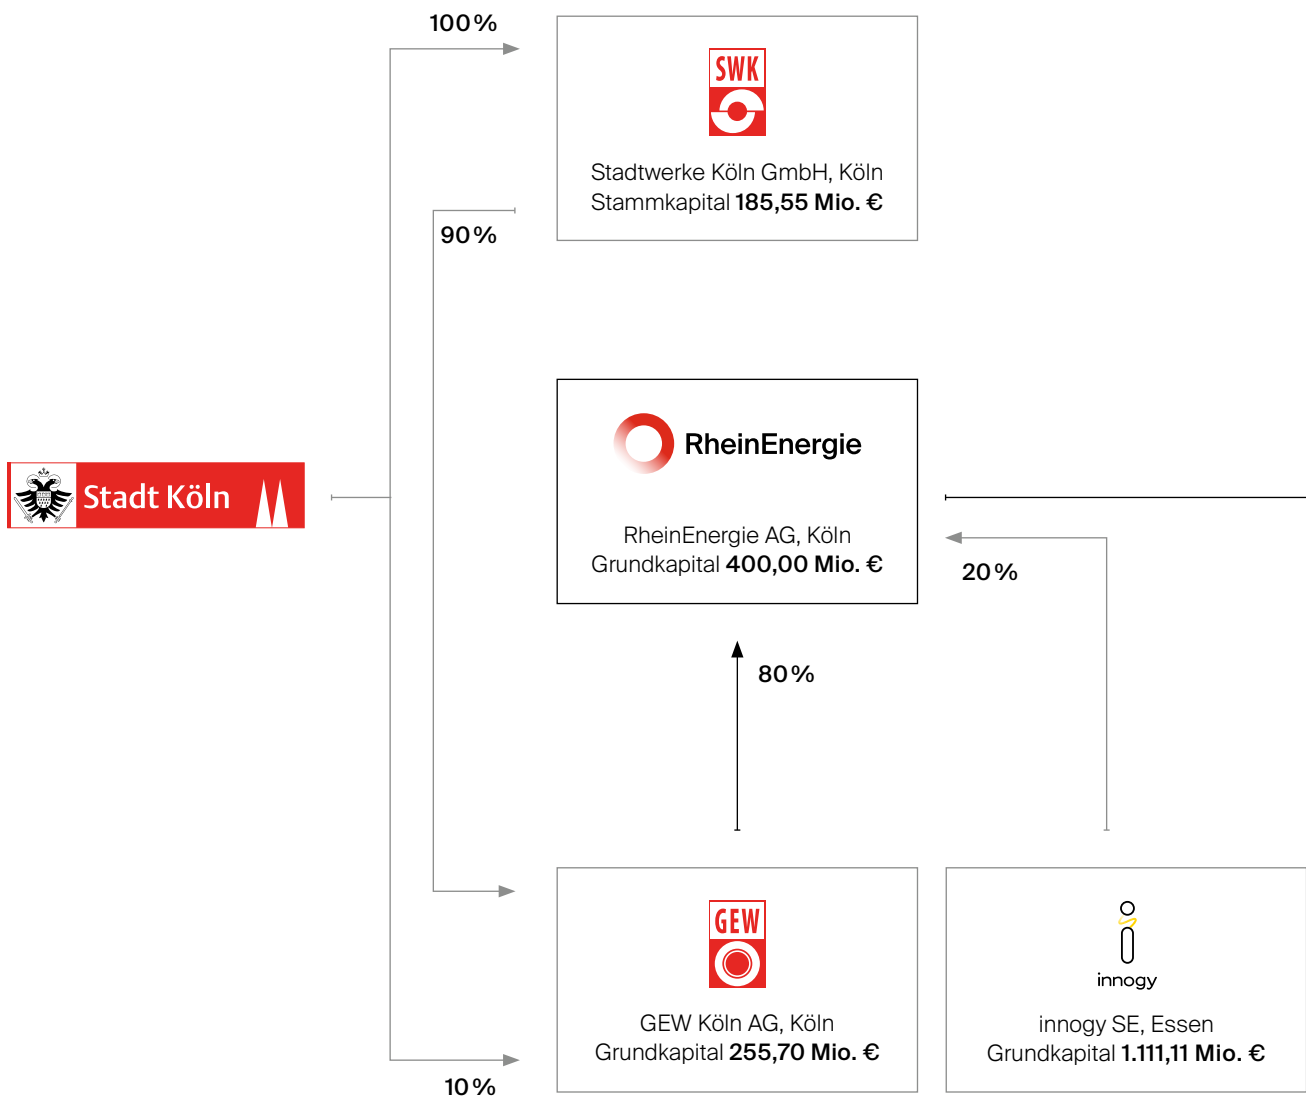 100 %
SWK
Stadtwerke Köln GmbH, Köln
Stammkapital 185,55 Mio. €
90 %
RheinEnergie
Stadt Köln
RheinEnergie AG, Köln
Grundkapital 400,00 Mio. €
20 %
80 %
GEW
innogy
GEW Köln AG, Köln
Grundkapital 255,70 Mio. €
innogy SE, Essen
Grundkapital 1.111,11 Mio. €
10 %